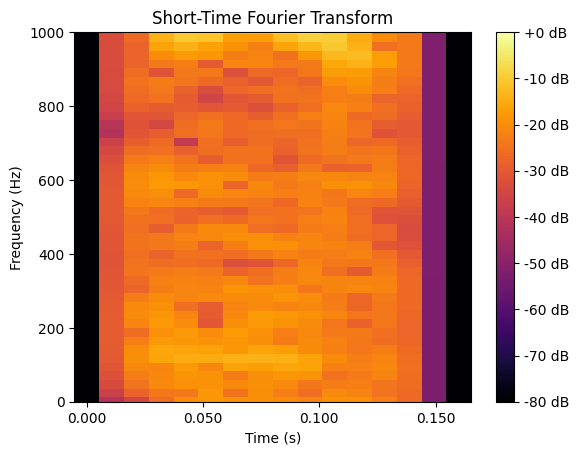 Short-Time Fourier Transform
1000
800
600
400
200
0
Frequency (Hz)
0.000
0.050
0.100
0.150
Time (s)
+0 dB
-10 dB
-20 dB
-30 dB
-40 dB
-50 dB
-60 dB
-70 dB
-80 dB